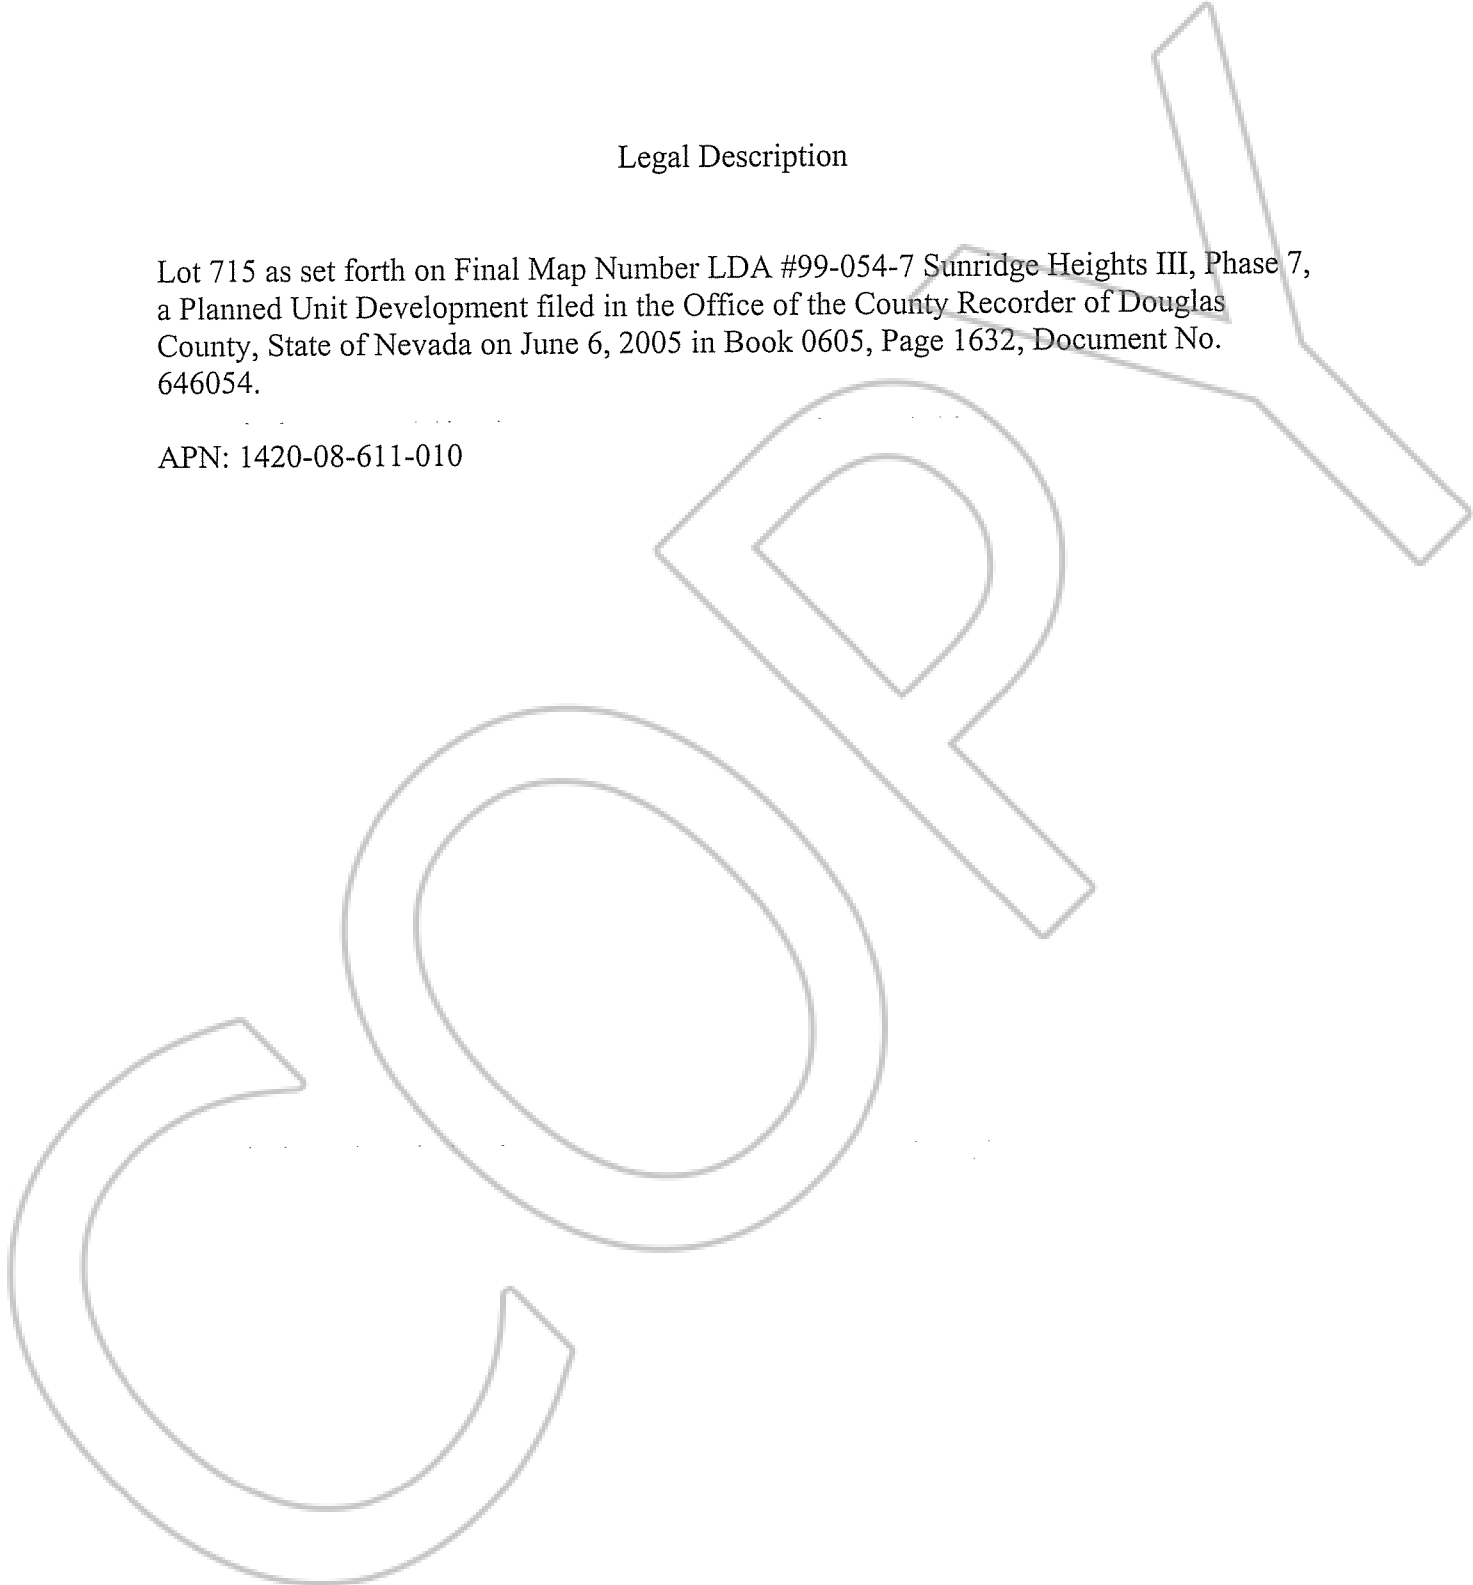 Legal Description
Lot 715 as set forth on Final Map Number LDA #99-054-7 Sunridge Heights III, Phase 7,
a Planned Unit Development filed in the Office of the County Recorder of Douglas
County, State of Nevada on June 6, 2005 in Book 0605, Page 1632, Document No.
646054.
APN: 1420-08-611-010
COPY